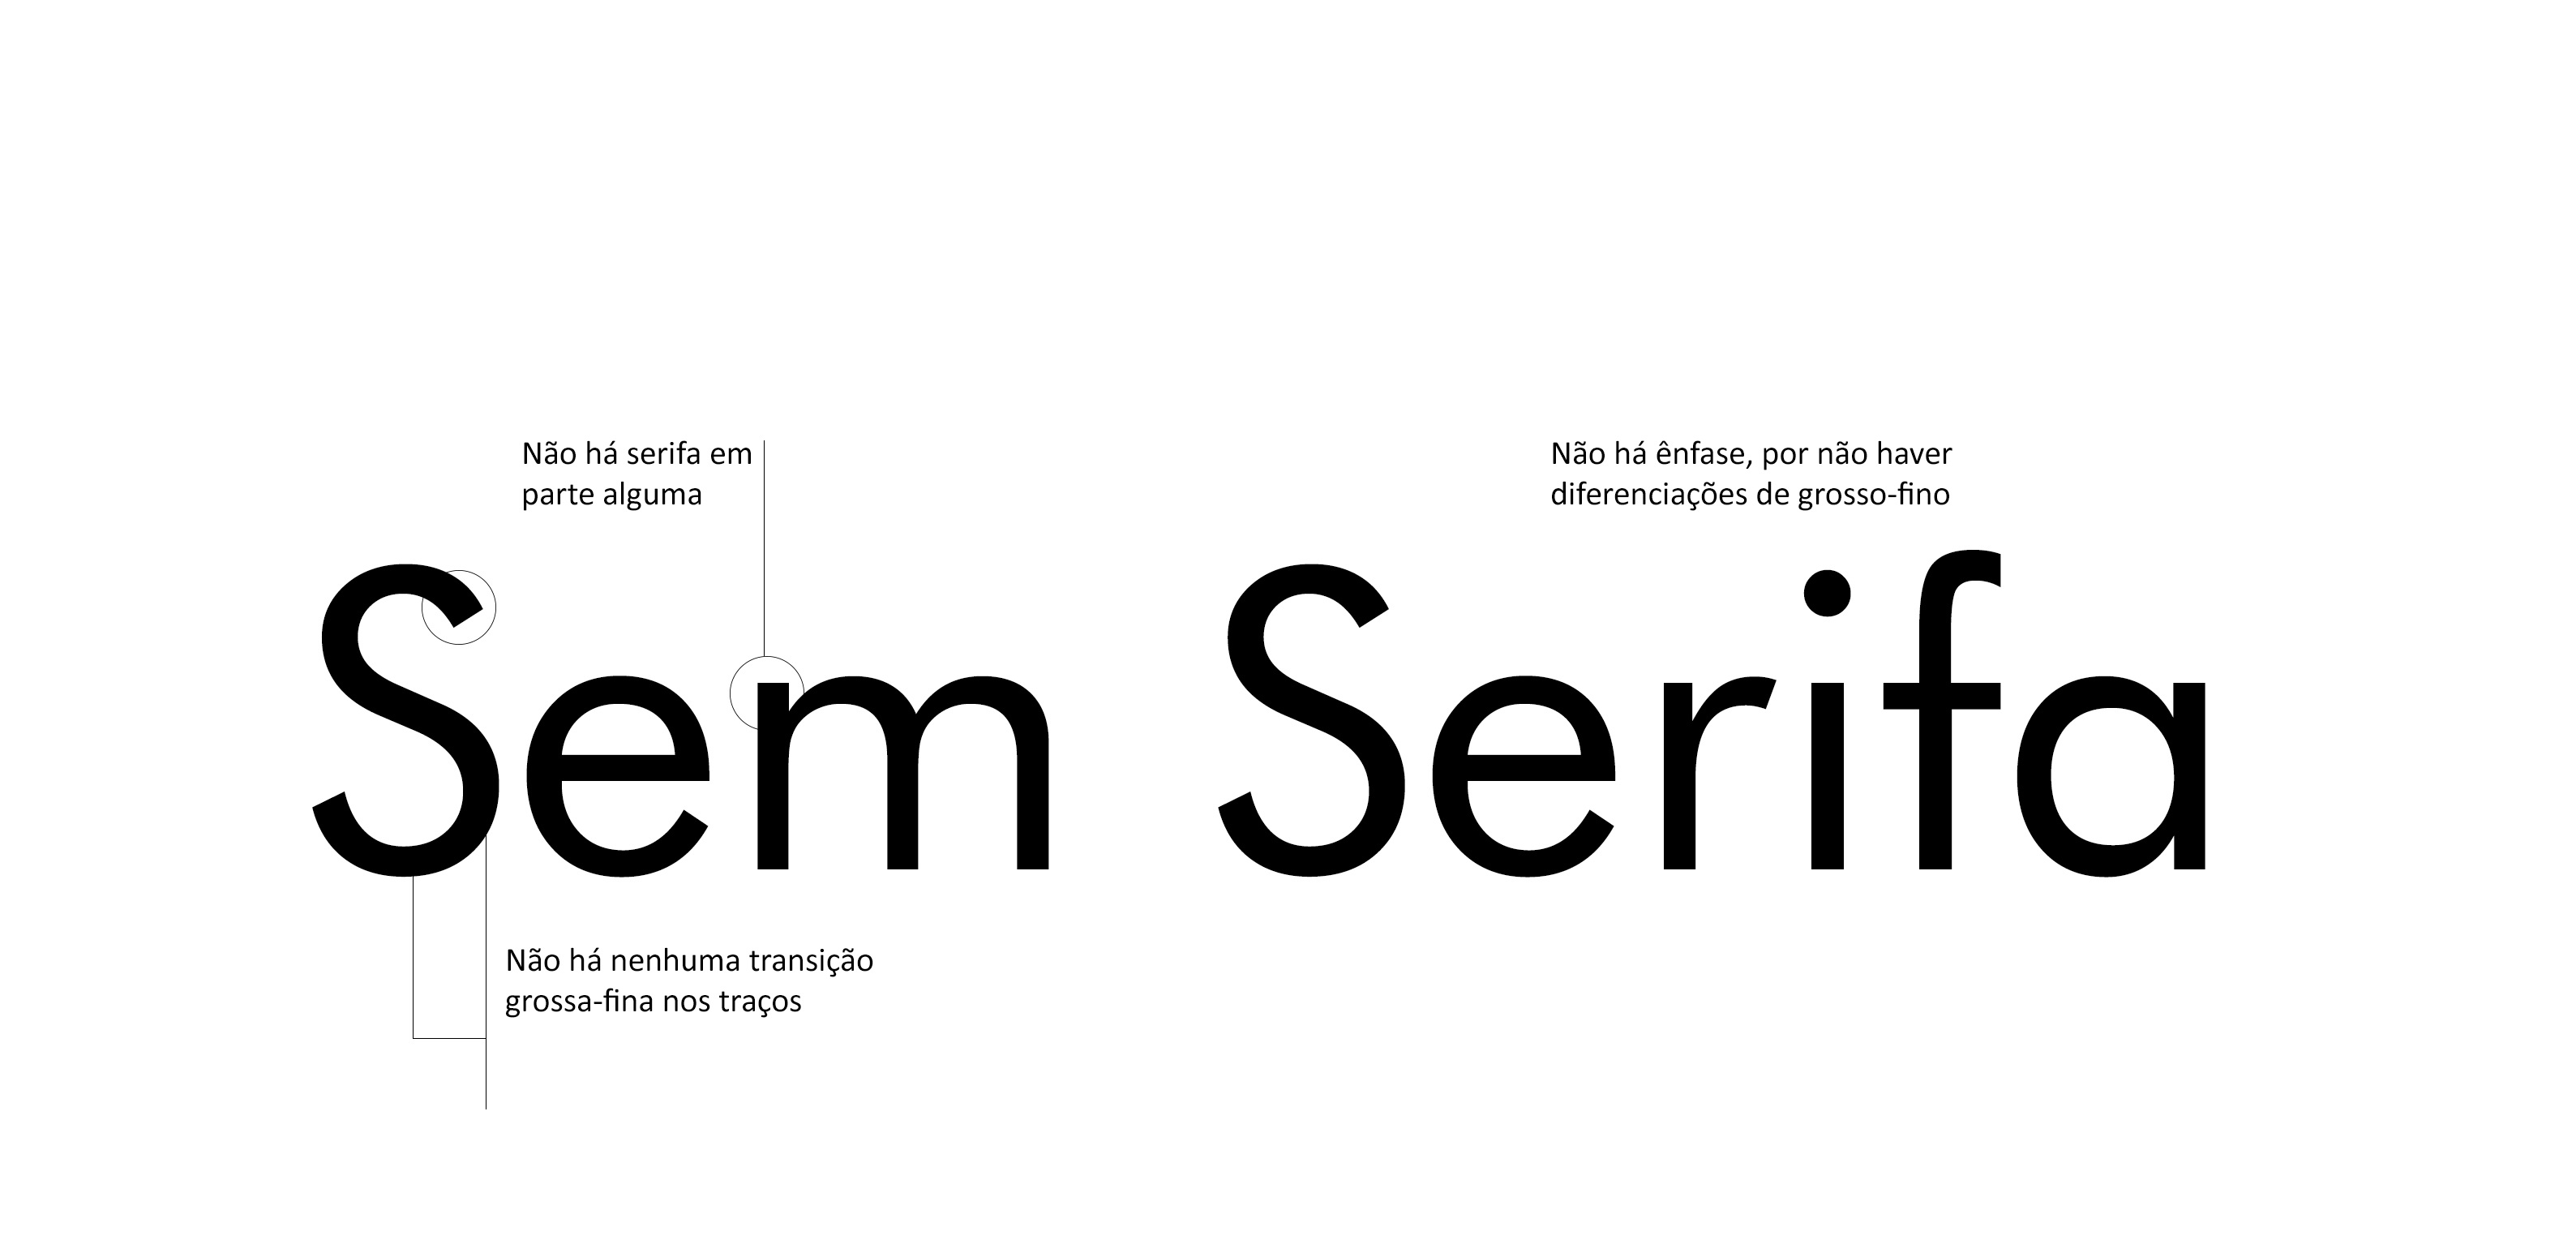 Não há serifa em
parte alguma
Não há ênfase, por não haver
diferenciações de grosso-fino
Sem Serifa
Não há nenhuma transição
grossa-fina nos traços